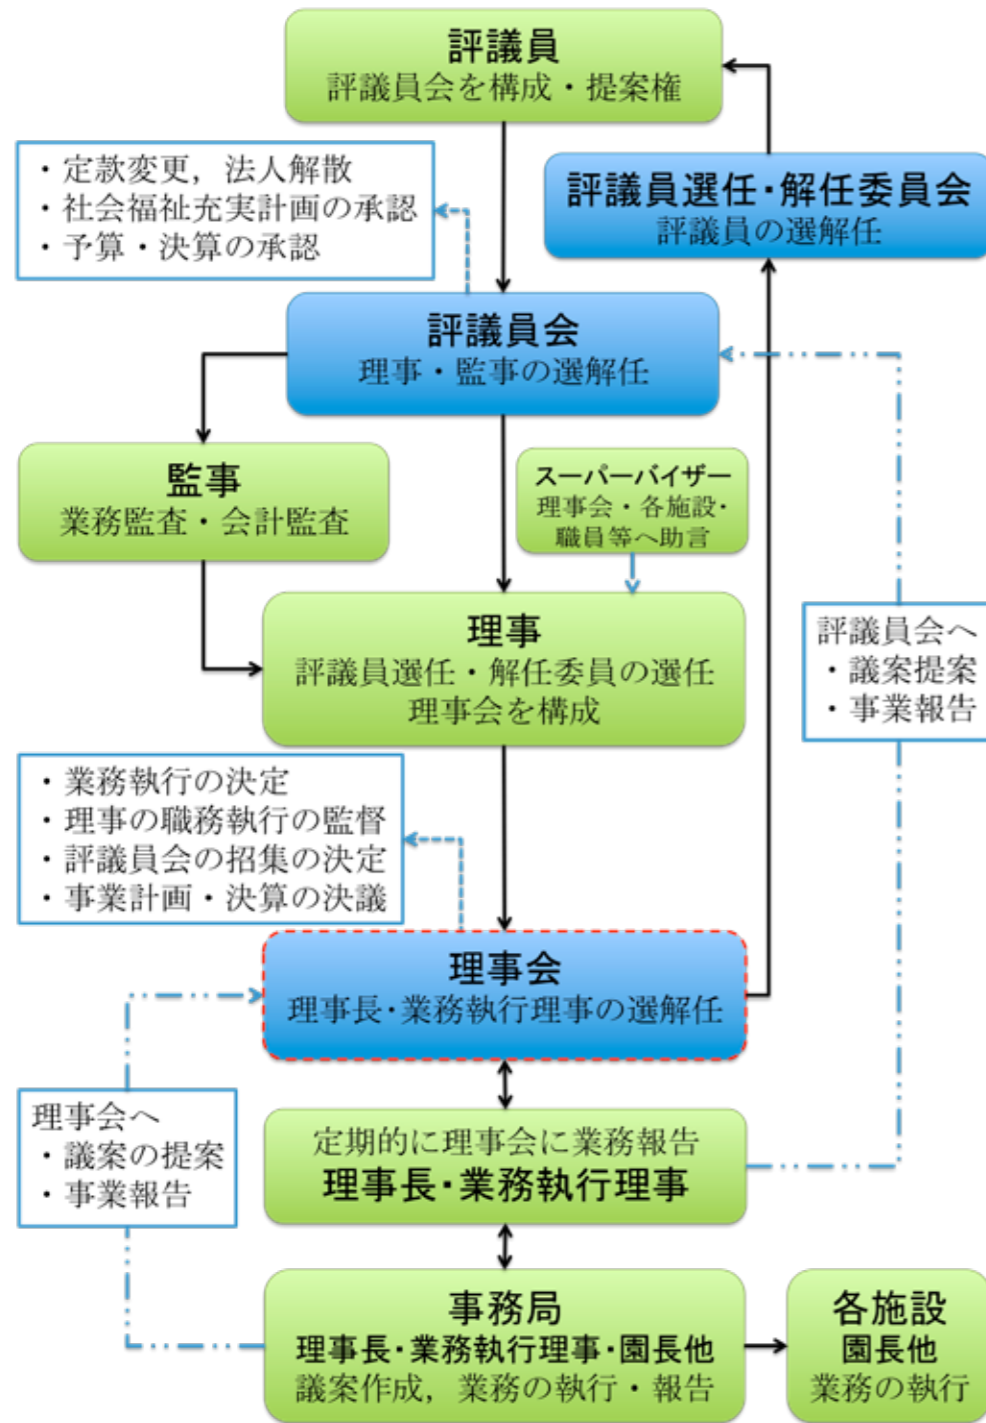 評議員
評議員会を構成・提案権
・定款変更，法人解散
・社会福祉充実計画の承認
・予算・決算の承認
評議員選任・解任委員会
評議員の選解任
評議員会
理事・監事の選解任
監事
業務監査・会計監査
スーパーバイザー
理事会・各施設・
職員等へ助言
理事
評議員選任・解任委員の選任
理事会を構成
評議員会へ
・議案提案
・事業報告
・業務執行の決定
・理事の職務執行の監督
・評議員会の招集の決定
・事業計画・決算の決議
理事会
理事長・業務執行理事の選解任
理事会へ
・議案の提案
・事業報告
定期的に理事会に業務報告
理事長・業務執行理事
事務局
理事長・業務執行理事・園長他
議案作成，業務の執行・報告
各施設
園長他
業務の執行